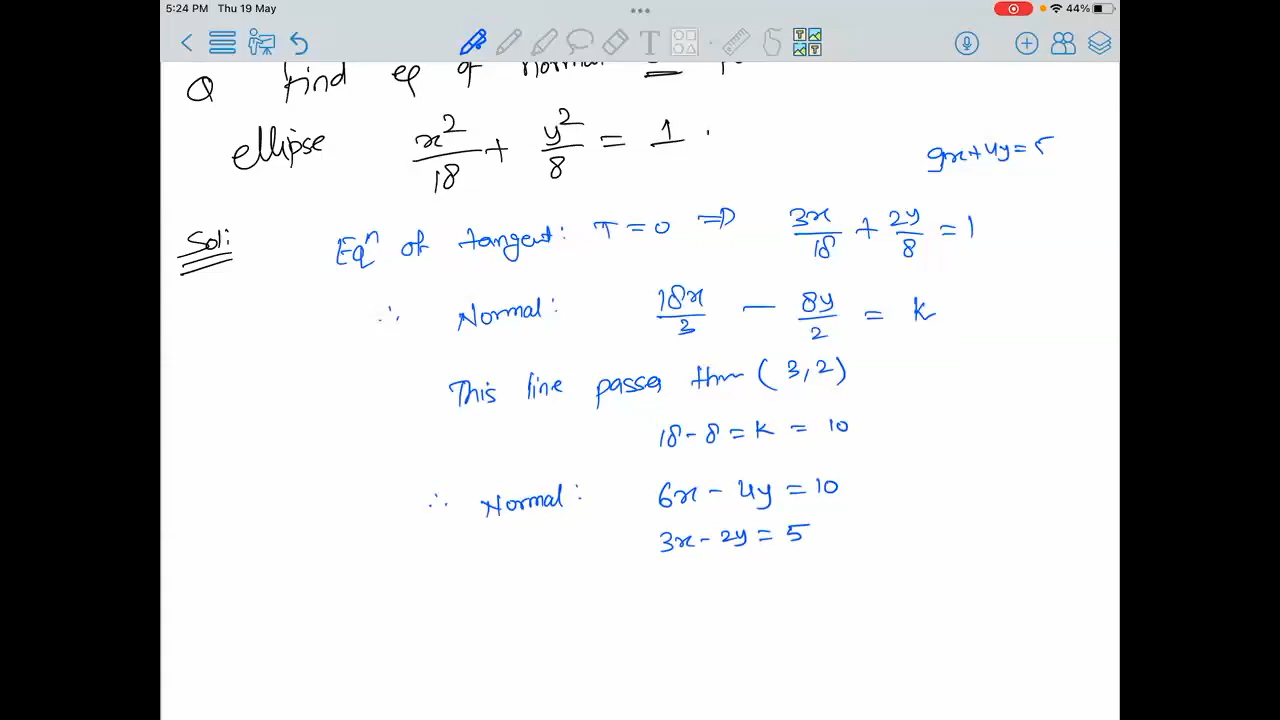 5:24 PM Thu 19 May
44%
Q Find eq of normal
ellipse x²/18 + y²/8 = 1.
9x+4y=5
Sol:
Eqⁿ of tangent: T=0 ⇒ 3x/18 + 2y/8 = 1
∴ Normal: 18x/3 — 8y/2 = k
This line passes thru (3,2)
18-8=k=10
∴ Normal: 6x-4y=10
3x-2y=5